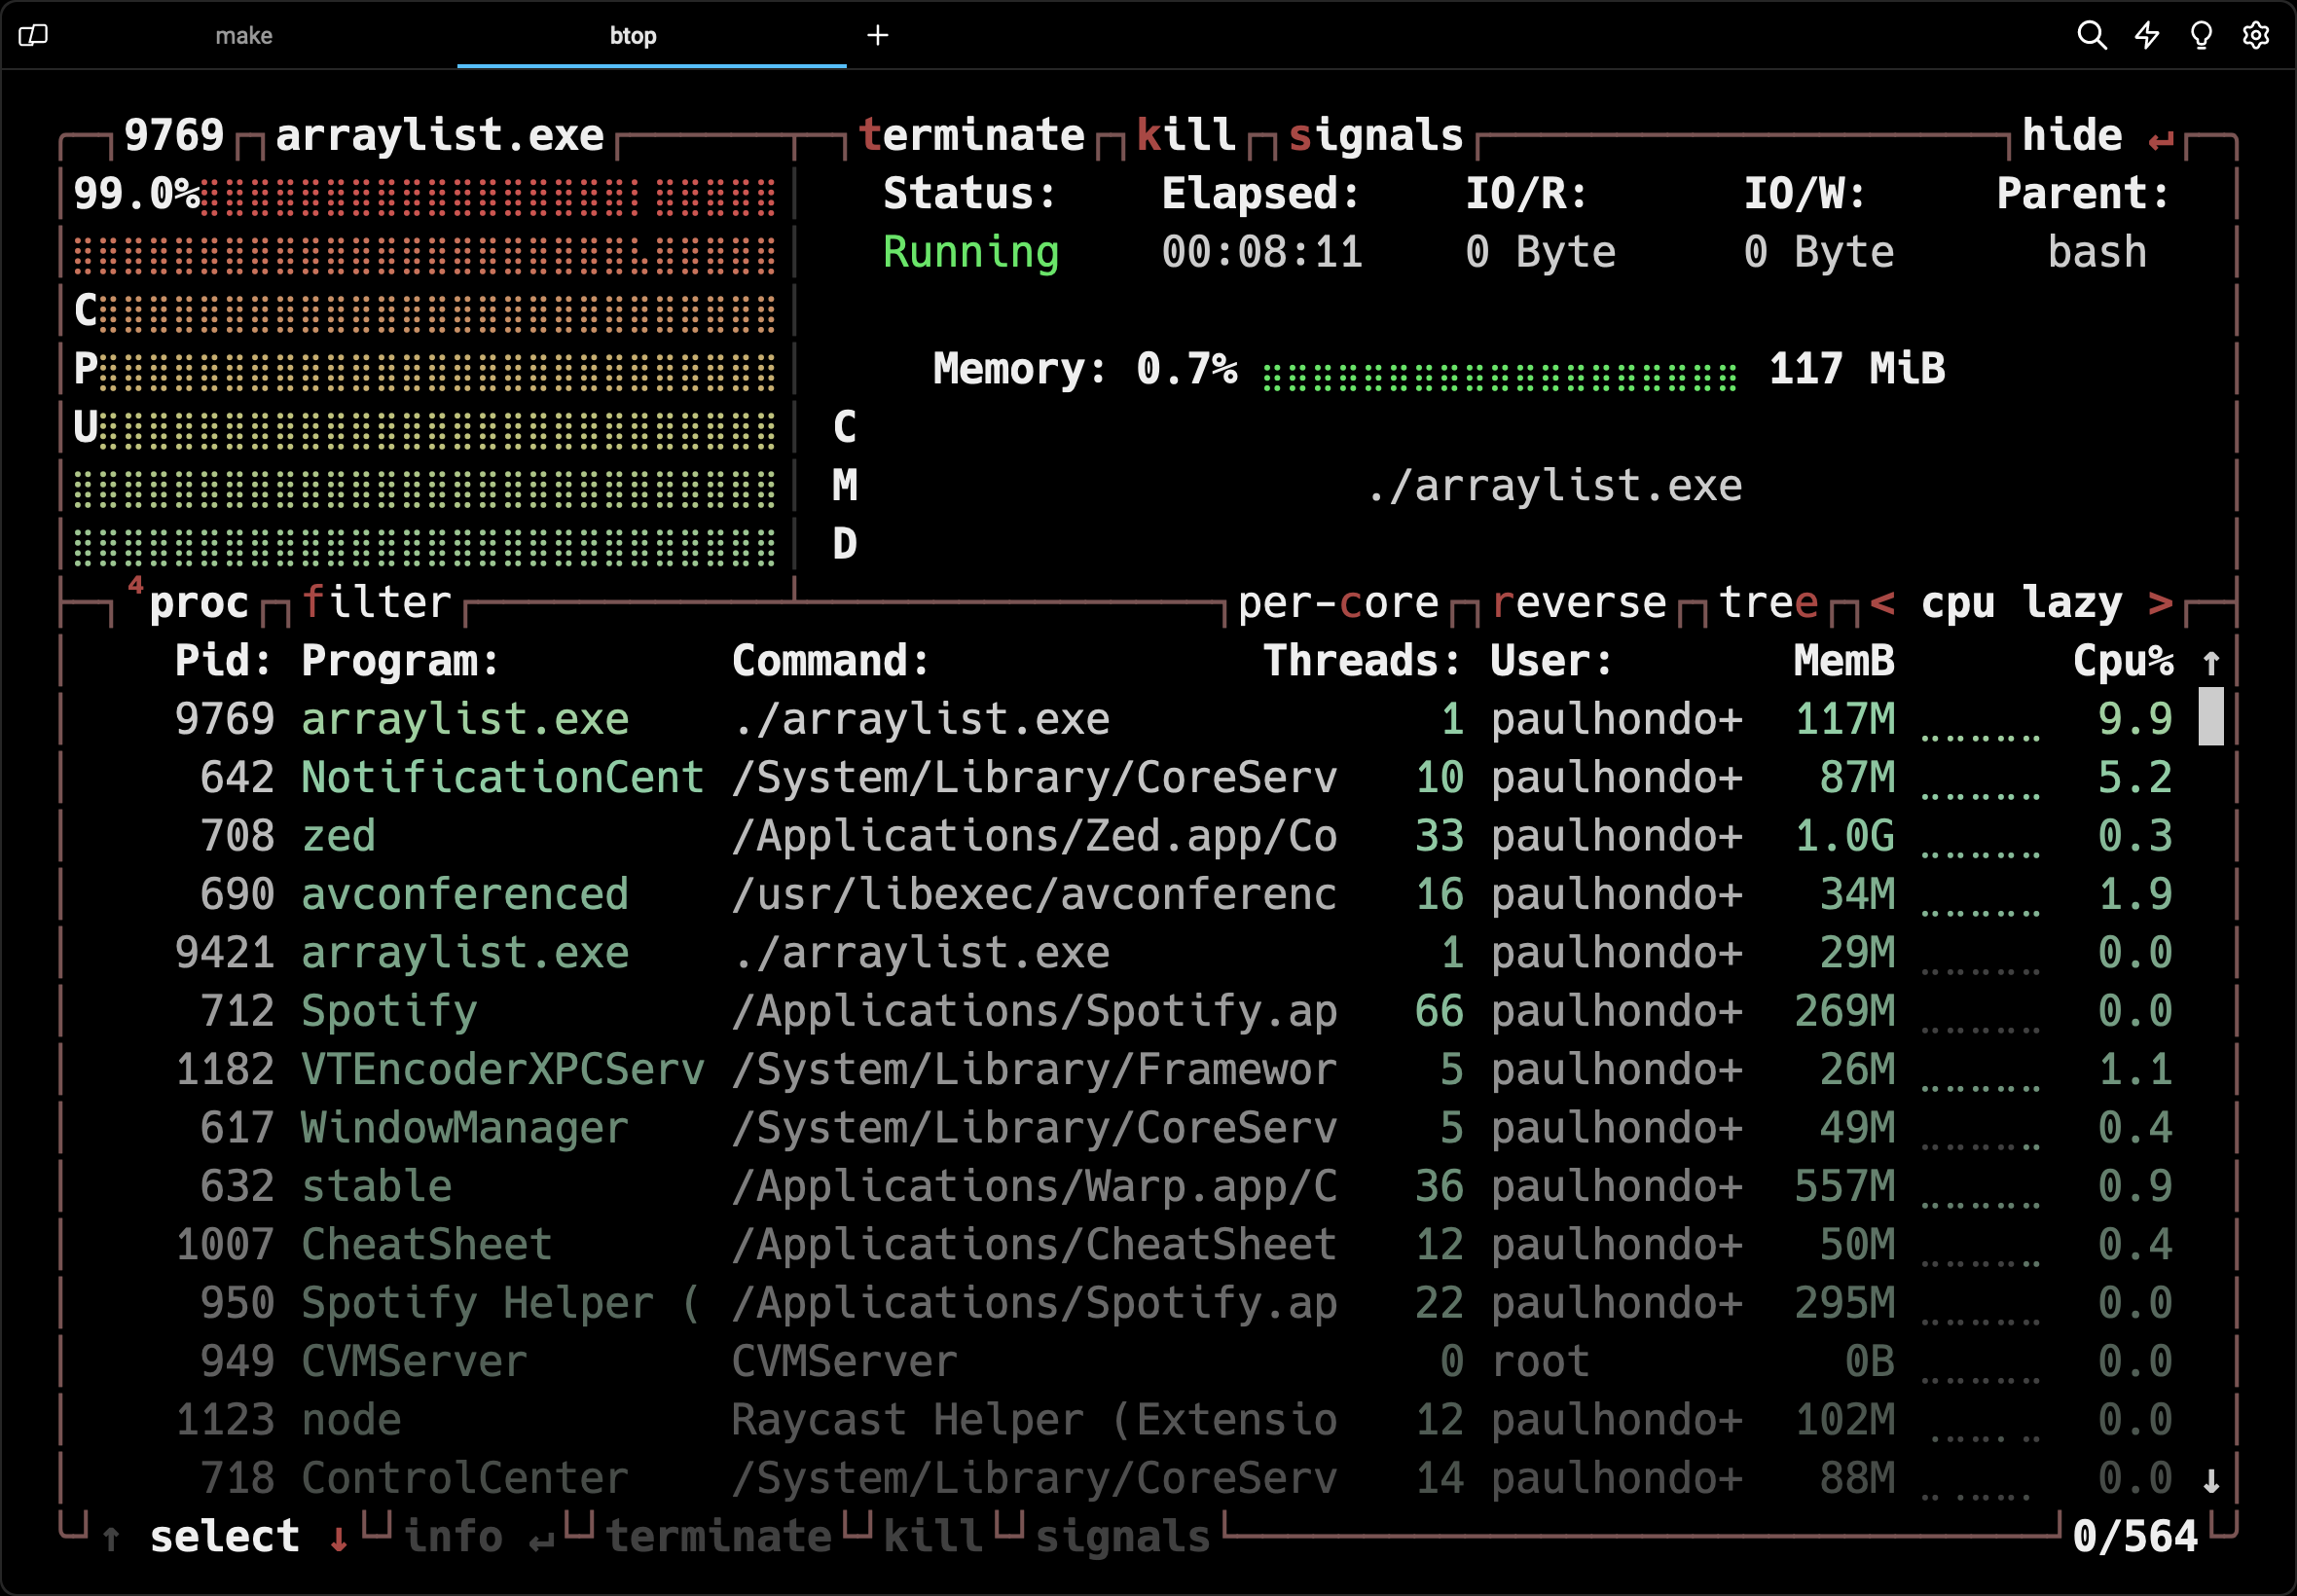 make btop +
9769 arraylist.exe terminate kill signals hide ↵
99.0% Status: Elapsed: IO/R: IO/W: Parent:
Running 00:08:11 0 Byte 0 Byte bash
C
P Memory: 0.7% 117 MiB
U C
M ./arraylist.exe
D
4 proc filter per-core reverse tree < cpu lazy >
Pid: Program: Command: Threads: User: MemB Cpu% ↑
9769 arraylist.exe ./arraylist.exe 1 paulhondo+ 117M 9.9
642 NotificationCent /System/Library/CoreServ 10 paulhondo+ 87M 5.2
708 zed /Applications/Zed.app/Co 33 paulhondo+ 1.0G 0.3
690 avconferenced /usr/libexec/avconferenc 16 paulhondo+ 34M 1.9
9421 arraylist.exe ./arraylist.exe 1 paulhondo+ 29M 0.0
712 Spotify /Applications/Spotify.ap 66 paulhondo+ 269M 0.0
1182 VTEncoderXPCServ /System/Library/Framewor 5 paulhondo+ 26M 1.1
617 WindowManager /System/Library/CoreServ 5 paulhondo+ 49M 0.4
632 stable /Applications/Warp.app/C 36 paulhondo+ 557M 0.9
1007 CheatSheet /Applications/CheatSheet 12 paulhondo+ 50M 0.4
950 Spotify Helper ( /Applications/Spotify.ap 22 paulhondo+ 295M 0.0
949 CVMServer CVMServer 0 root 0B 0.0
1123 node Raycast Helper (Extensio 12 paulhondo+ 102M 0.0
718 ControlCenter /System/Library/CoreServ 14 paulhondo+ 88M 0.0 ↓
↑ select ↓ info ↵ terminate kill signals 0/564